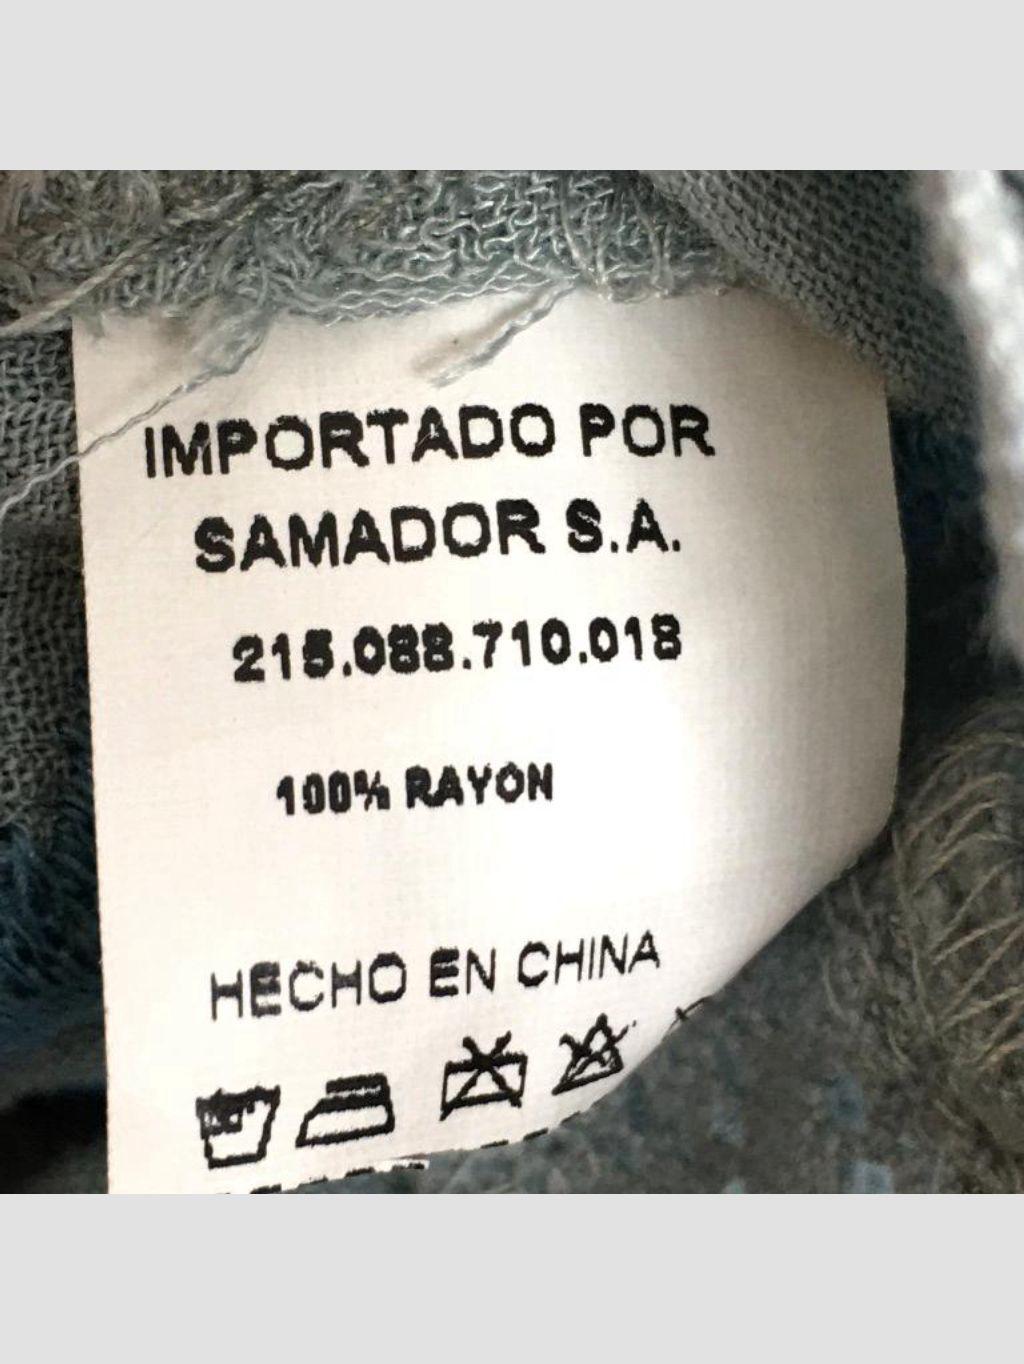 IMPORTADO POR
SAMADOR S.A.
215.088.710.018
100% RAYON
HECHO EN CHINA